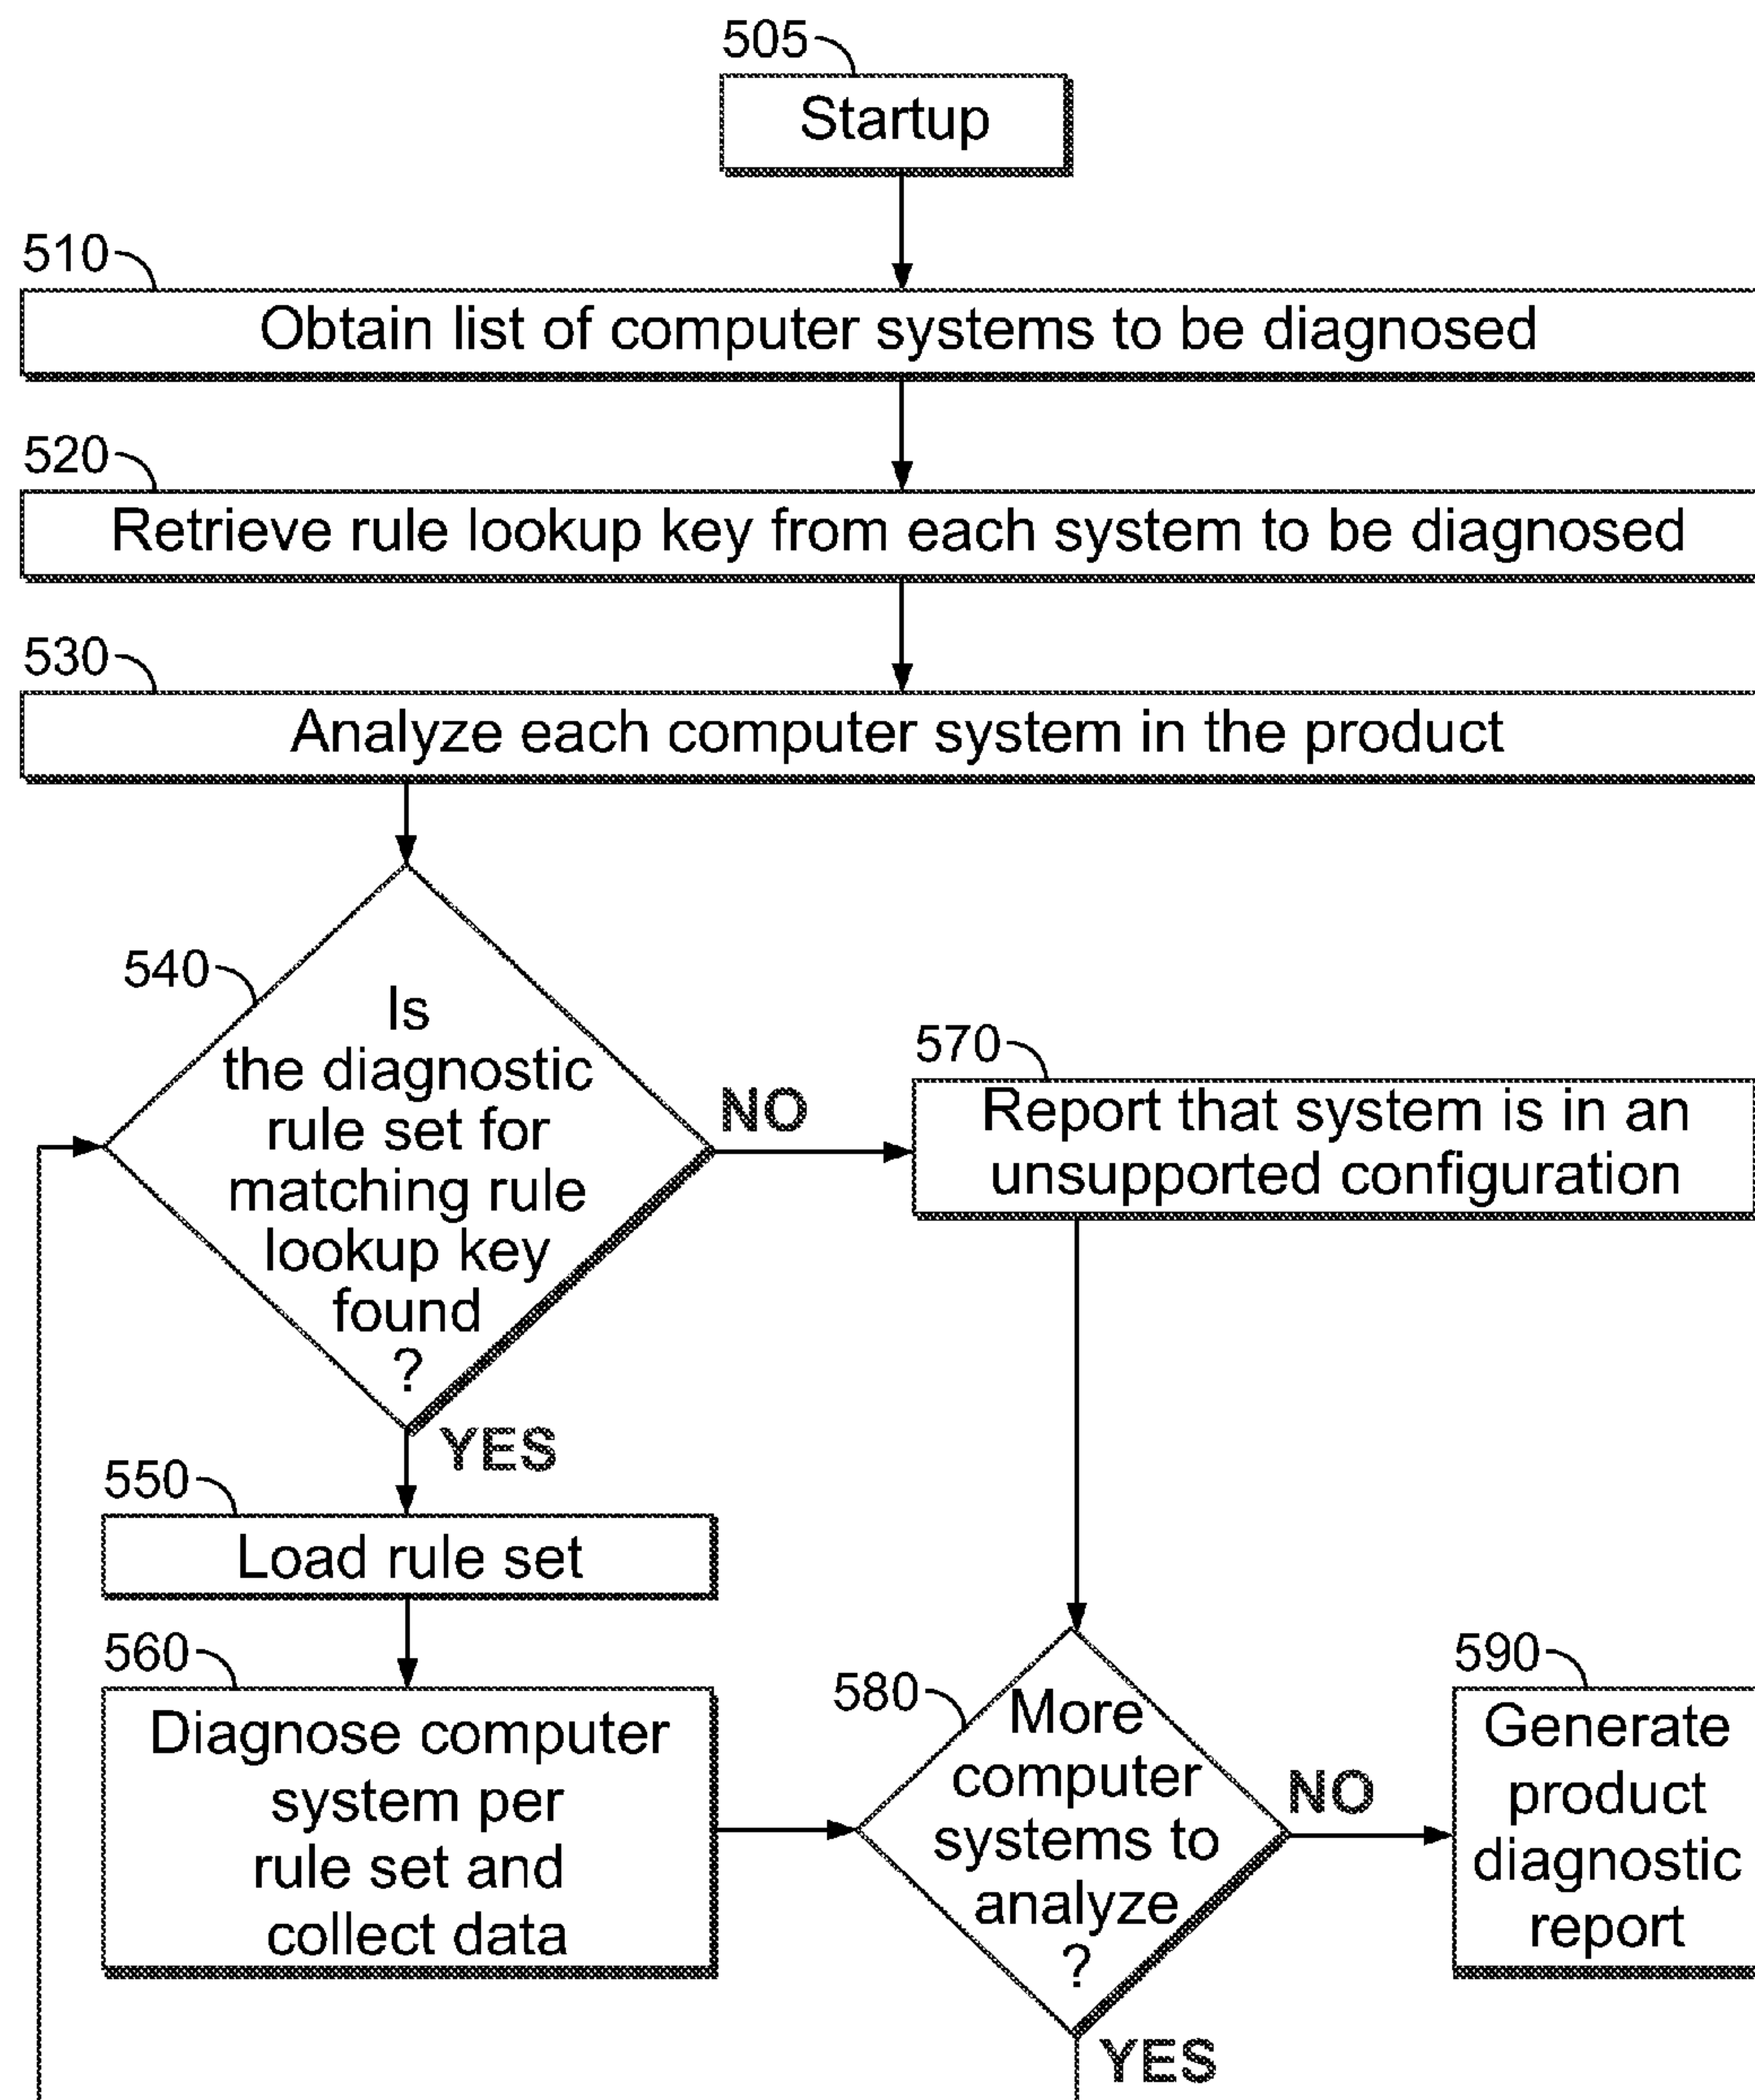 505
Startup
510
Obtain list of computer systems to be diagnosed
520
Retrieve rule lookup key from each system to be diagnosed
530
Analyze each computer system in the product
540
Is
the diagnostic
rule set for
matching rule
lookup key
found
?
NO
YES
570
Report that system is in an
unsupported configuration
550
Load rule set
560
Diagnose computer
system per
rule set and
collect data
580
More
computer
systems to
analyze
?
NO
YES
590
Generate
product
diagnostic
report